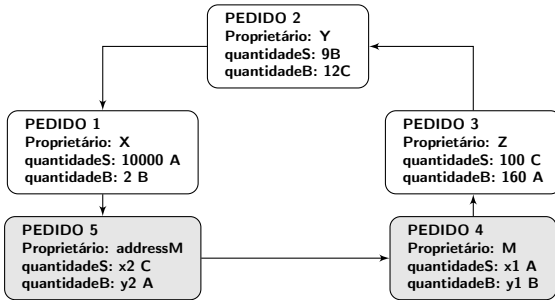 PEDIDO 2
Proprietário: Y
quantidadeS: 9B
quantidadeB: 12C
PEDIDO 1
Proprietário: X
quantidadeS: 10000 A
quantidadeB: 2 B
PEDIDO 3
Proprietário: Z
quantidadeS: 100 C
quantidadeB: 160 A
PEDIDO 5
Proprietário: addressM
quantidadeS: x2 C
quantidadeB: y2 A
PEDIDO 4
Proprietário: M
quantidadeS: x1 A
quantidadeB: y1 B